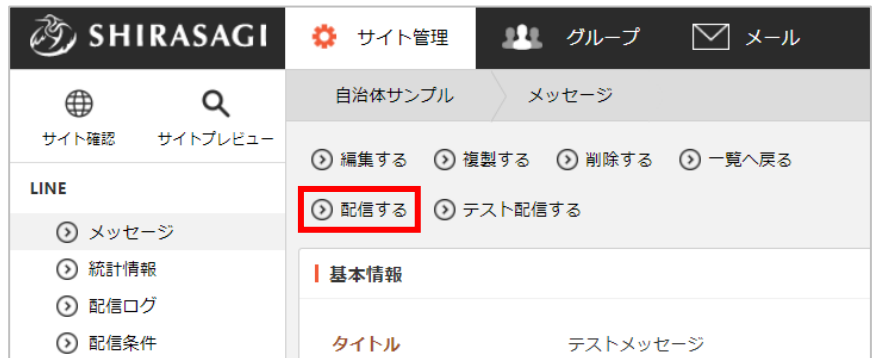 SHIRASAGI
サイト管理
グループ
メール
サイト確認
サイトプレビュー
LINE
メッセージ
統計情報
配信ログ
配信条件
自治体サンプル
メッセージ
編集する
複製する
削除する
一覧へ戻る
配信する
テスト配信する
基本情報
タイトル
テストメッセージ